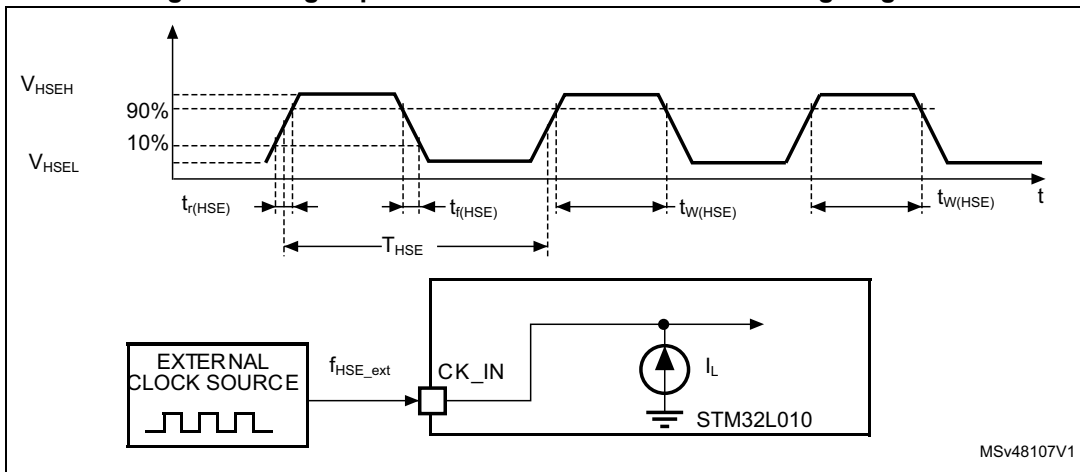 V_HSEH
90%
10%
V_HSEL
t_r(HSE)
t_f(HSE)
t_W(HSE)
t_W(HSE)
t
T_HSE
EXTERNAL
CLOCK SOURCE
f_HSE_ext
CK_IN
I_L
STM32L010
MSv48107V1